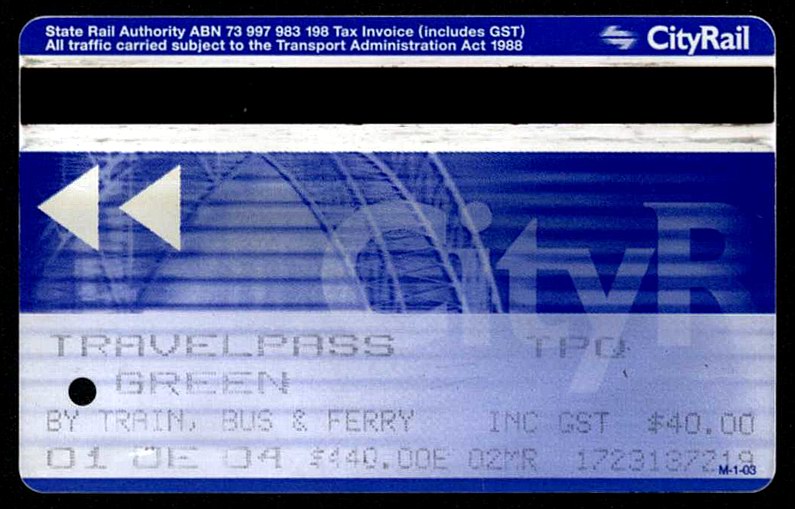 State Rail Authority ABN 73 997 983 198 Tax Invoice (includes GST)
All traffic carried subject to the Transport Administration Act 1988
CityRail
CityR
TRAVELPASS TPQ
GREEN
BY TRAIN, BUS & FERRY INC GST $40.00
01 JE 04 $440.00E 02MR 1723137219
M-1-03